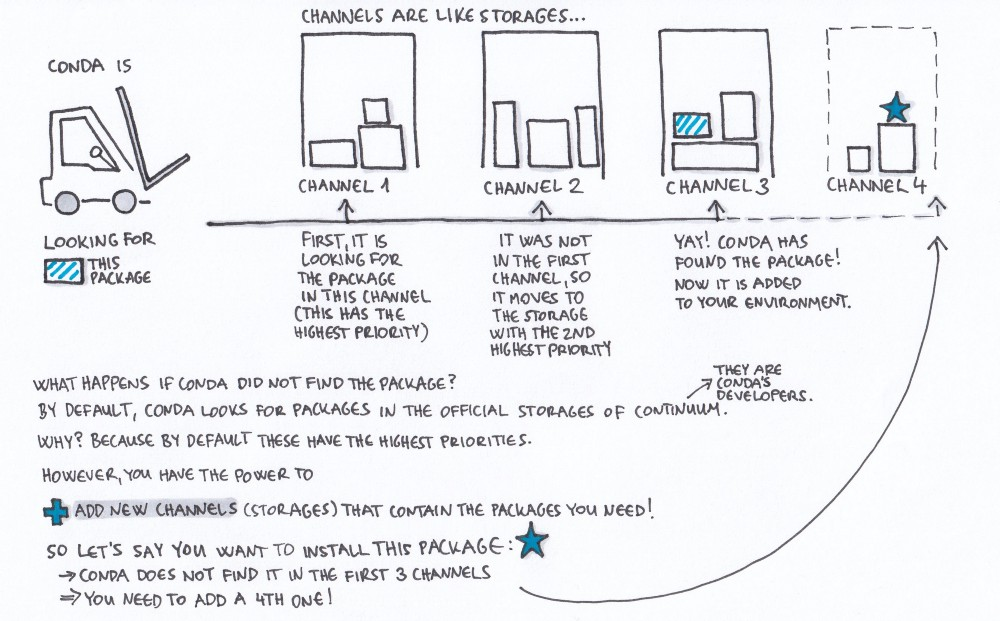 CHANNELS ARE LIKE STORAGES...
CONDA IS
LOOKING FOR
THIS
PACKAGE
CHANNEL 1
CHANNEL 2
CHANNEL 3
CHANNEL 4
FIRST, IT IS
LOOKING FOR
THE PACKAGE
IN THIS CHANNEL
(THIS HAS THE
HIGHEST PRIORITY)
IT WAS NOT
IN THE FIRST
CHANNEL, SO
IT MOVES TO
THE STORAGE
WITH THE 2ND
HIGHEST PRIORITY
YAY! CONDA HAS
FOUND THE PACKAGE!
NOW IT IS ADDED
TO YOUR ENVIRONMENT.
WHAT HAPPENS IF CONDA DID NOT FIND THE PACKAGE?
THEY ARE
CONDA'S
DEVELOPERS.
BY DEFAULT, CONDA LOOKS FOR PACKAGES IN THE OFFICIAL STORAGES OF CONTINUUM.
WHY? BECAUSE BY DEFAULT THESE HAVE THE HIGHEST PRIORITIES.
HOWEVER, YOU HAVE THE POWER TO
ADD NEW CHANNELS (STORAGES) THAT CONTAIN THE PACKAGES YOU NEED!
SO LET'S SAY YOU WANT TO INSTALL THIS PACKAGE:
→ CONDA DOES NOT FIND IT IN THE FIRST 3 CHANNELS
⇒ YOU NEED TO ADD A 4TH ONE!